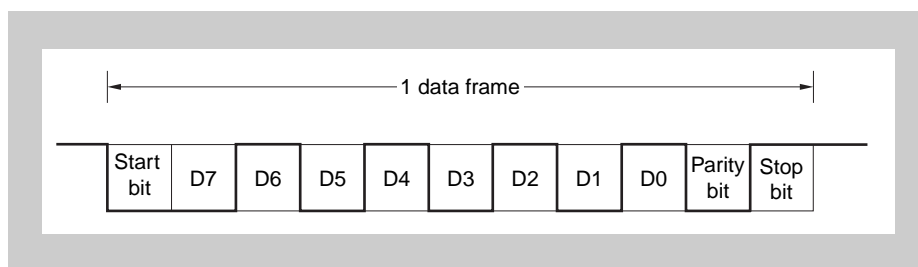 1 data frame
Start bit D7 D6 D5 D4 D3 D2 D1 D0 Parity bit Stop bit